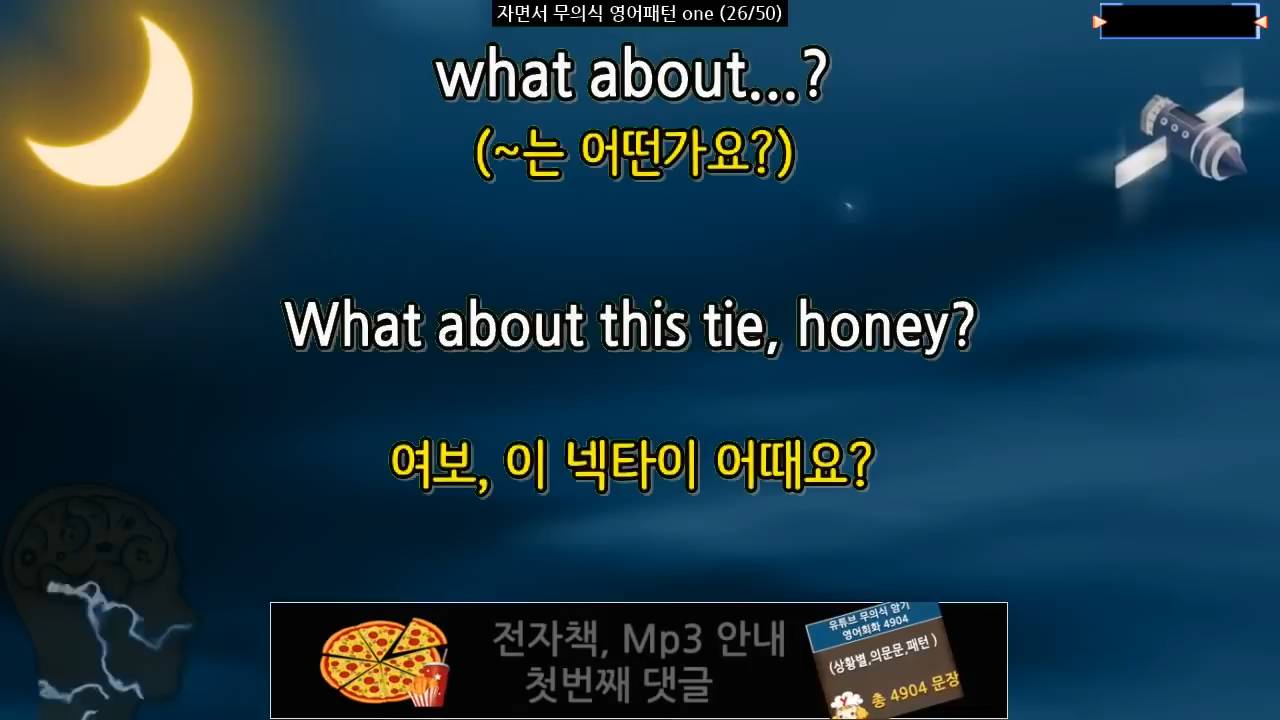 자면서 무의식 영어패턴 one (26/50)
what about...?
(~는 어떤가요?)
What about this tie, honey?
여보, 이 넥타이 어때요?
전자책, Mp3 안내
첫번째 댓글
유튜브 무의식 암기
영어회화 4904
(상황별,의문문,패턴 )
총 4904 문장